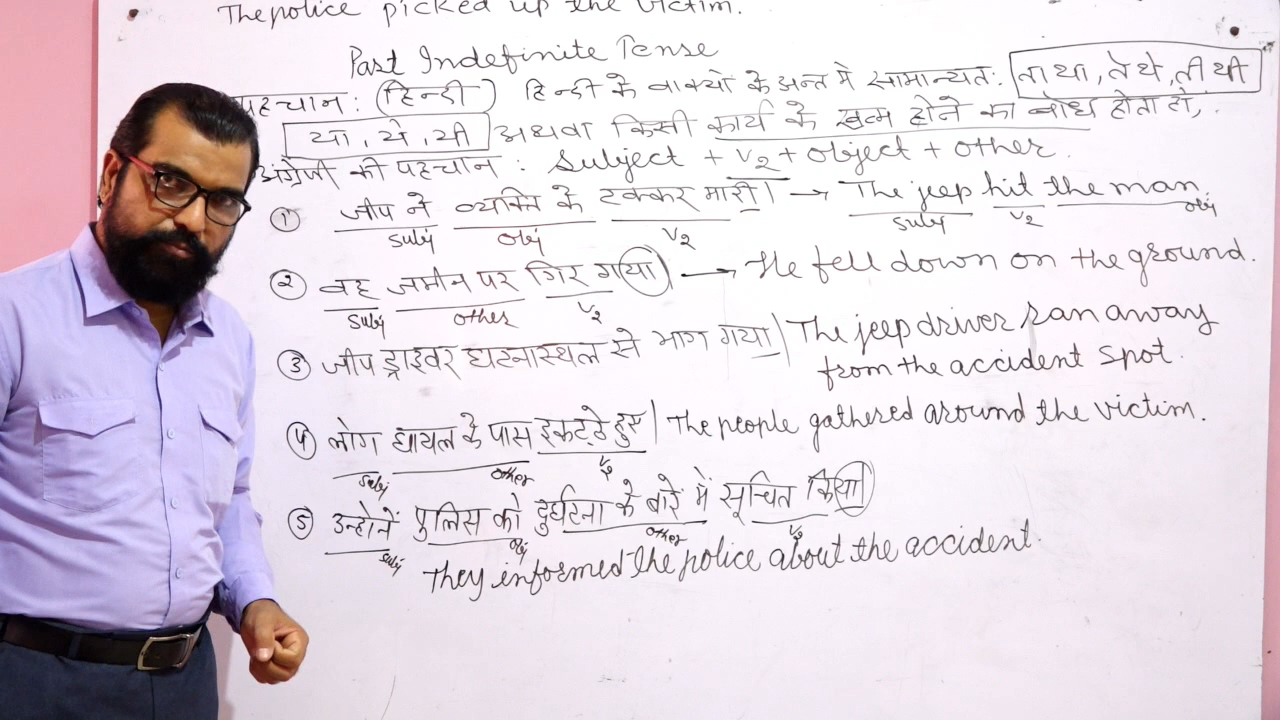 The police picked up the victim.
Past Indefinite Tense
पहचान : (हिन्दी) हिन्दी के वाक्यों के अन्त में सामान्यत: ता था, ते थे, ती थी
या, ये, यी अथवा किसी कार्य के खत्म होने का बोध होता हो,
अंग्रेजी की पहचान : Subject + V2 + object + other.
① जीप ने व्यक्ति के टक्कर मारी। → The jeep hit the man.
subj obj V2 subj V2 obj
② वह जमीन पर गिर गया → He fell down on the ground.
subj other V2
③ जीप ड्राइवर घटनास्थल से भाग गया | The jeep driver ran away
from the accident spot.
④ लोग घायल के पास इकट्ठे हुए | The people gathered around the victim.
subj other V2
⑤ उन्होनें पुलिस को दुर्घटना के बारे में सूचित किया
subj obj other V2
They informed the police about the accident.